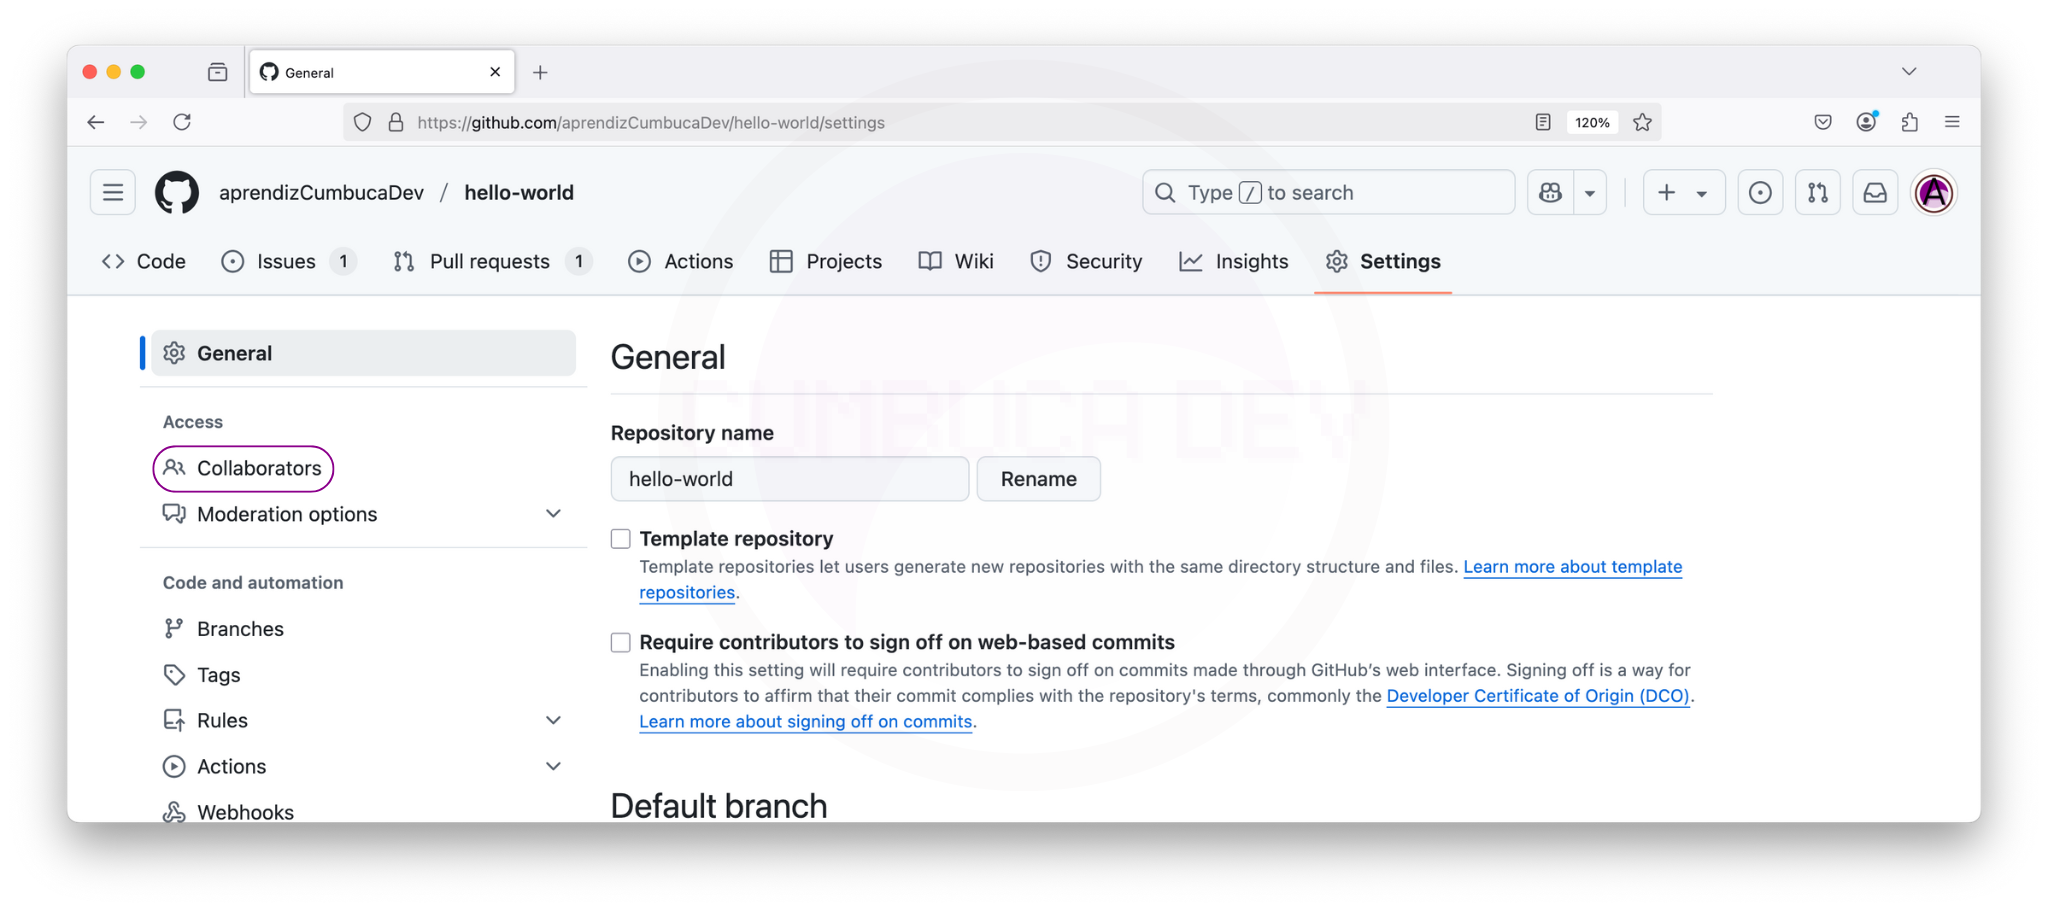 General
https://github.com/aprendizCumbucaDev/hello-world/settings
120%
aprendizCumbucaDev / hello-world
Type / to search
A
Code
Issues 1
Pull requests 1
Actions
Projects
Wiki
Security
Insights
Settings
General
Access
Collaborators
Moderation options
Code and automation
Branches
Tags
Rules
Actions
Webhooks
General
CUMBUCA DEV
Repository name
hello-world
Rename
Template repository
Template repositories let users generate new repositories with the same directory structure and files. Learn more about template
repositories.
Require contributors to sign off on web-based commits
Enabling this setting will require contributors to sign off on commits made through GitHub's web interface. Signing off is a way for
contributors to affirm that their commit complies with the repository's terms, commonly the Developer Certificate of Origin (DCO).
Learn more about signing off on commits.
Default branch